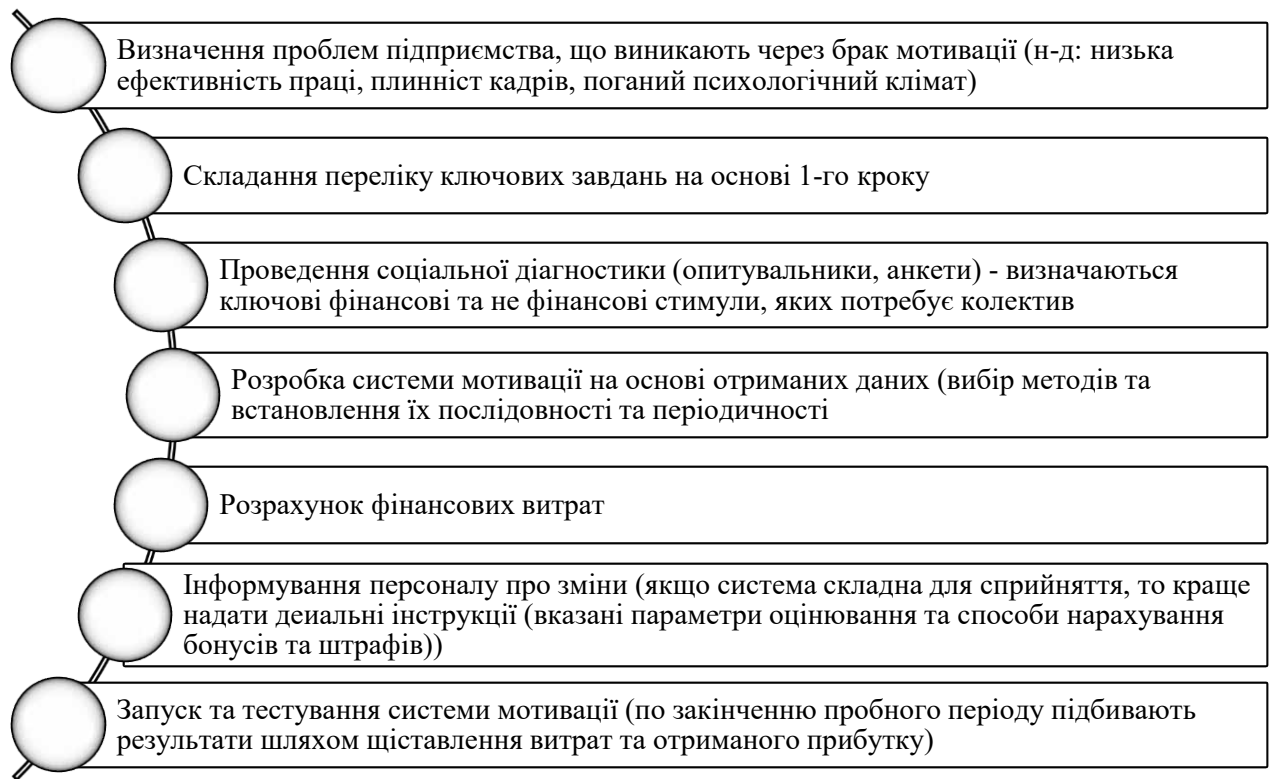 Визначення проблем підприємства, що виникають через брак мотивації (н-д: низька
ефективність праці, плинніст кадрів, поганий психологічний клімат)
Складання переліку ключових завдань на основі 1-го кроку
Проведення соціальної діагностики (опитувальники, анкети) - визначаються
ключові фінансові та не фінансові стимули, яких потребує колектив
Розробка системи мотивації на основі отриманих даних (вибір методів та
встановлення їх послідовності та періодичності
Розрахунок фінансових витрат
Інформування персоналу про зміни (якщо система складна для сприйняття, то краще
надати деиальні інструкції (вказані параметри оцінювання та способи нарахування
бонусів та штрафів))
Запуск та тестування системи мотивації (по закінченню пробного періоду підбивають
результати шляхом щіставлення витрат та отриманого прибутку)